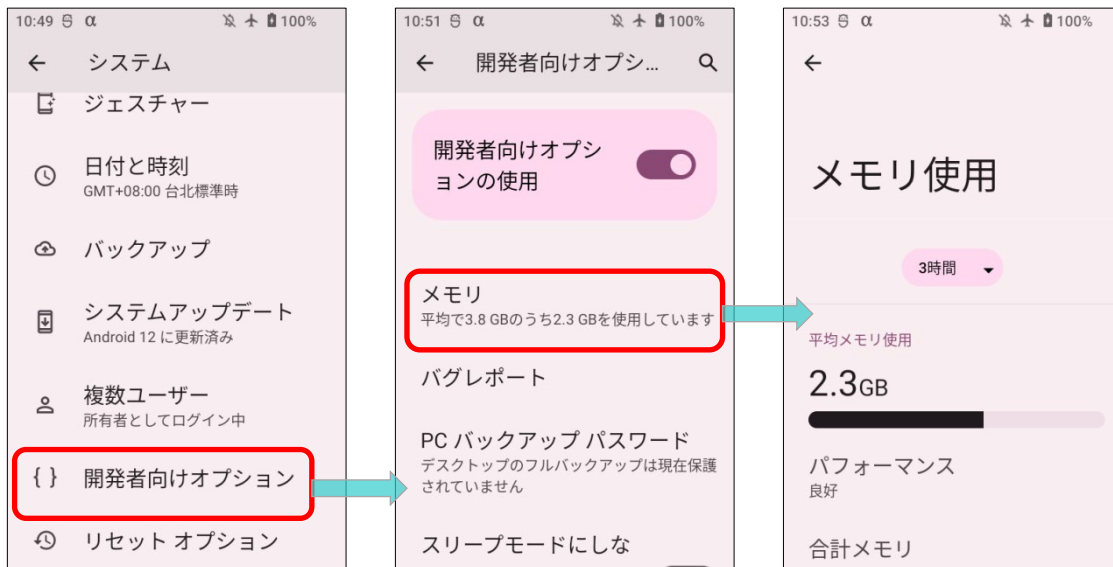 10:49 α 100%
システム
ジェスチャー
日付と時刻
GMT+08:00 台北標準時
バックアップ
システムアップデート
Android 12 に更新済み
複数ユーザー
所有者としてログイン中
{ } 開発者向けオプション
リセット オプション
10:51 α 100%
開発者向けオプシ...
開発者向けオプシ
ョンの使用
メモリ
平均で3.8 GBのうち2.3 GBを使用しています
バグレポート
PC バックアップ パスワード
デスクトップのフルバックアップは現在保護
されていません
スリープモードにしな
10:53 α 100%
メモリ使用
3時間
平均メモリ使用
2.3GB
パフォーマンス
良好
合計メモリ